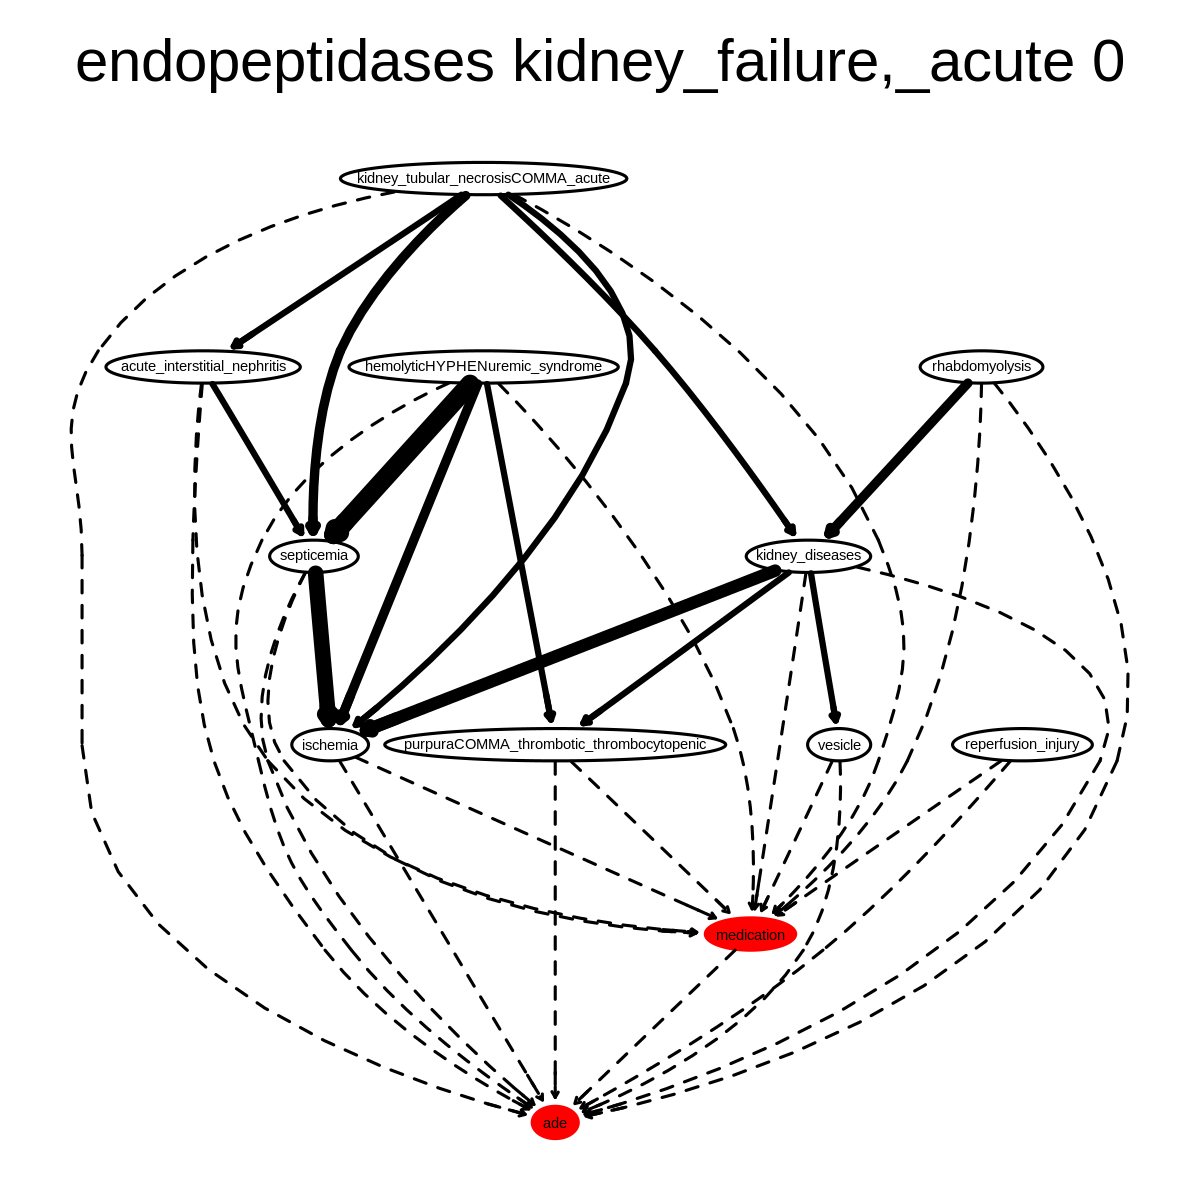 endopeptidases kidney_failure,_acute 0
kidney_tubular_necrosisCOMMA_acute
acute_interstitial_nephritis
hemolyticHYPHENuremic_syndrome
rhabdomyolysis
septicemia
kidney_diseases
ischemia
purpuraCOMMA_thrombotic_thrombocytopenic
vesicle
reperfusion_injury
medication
ade